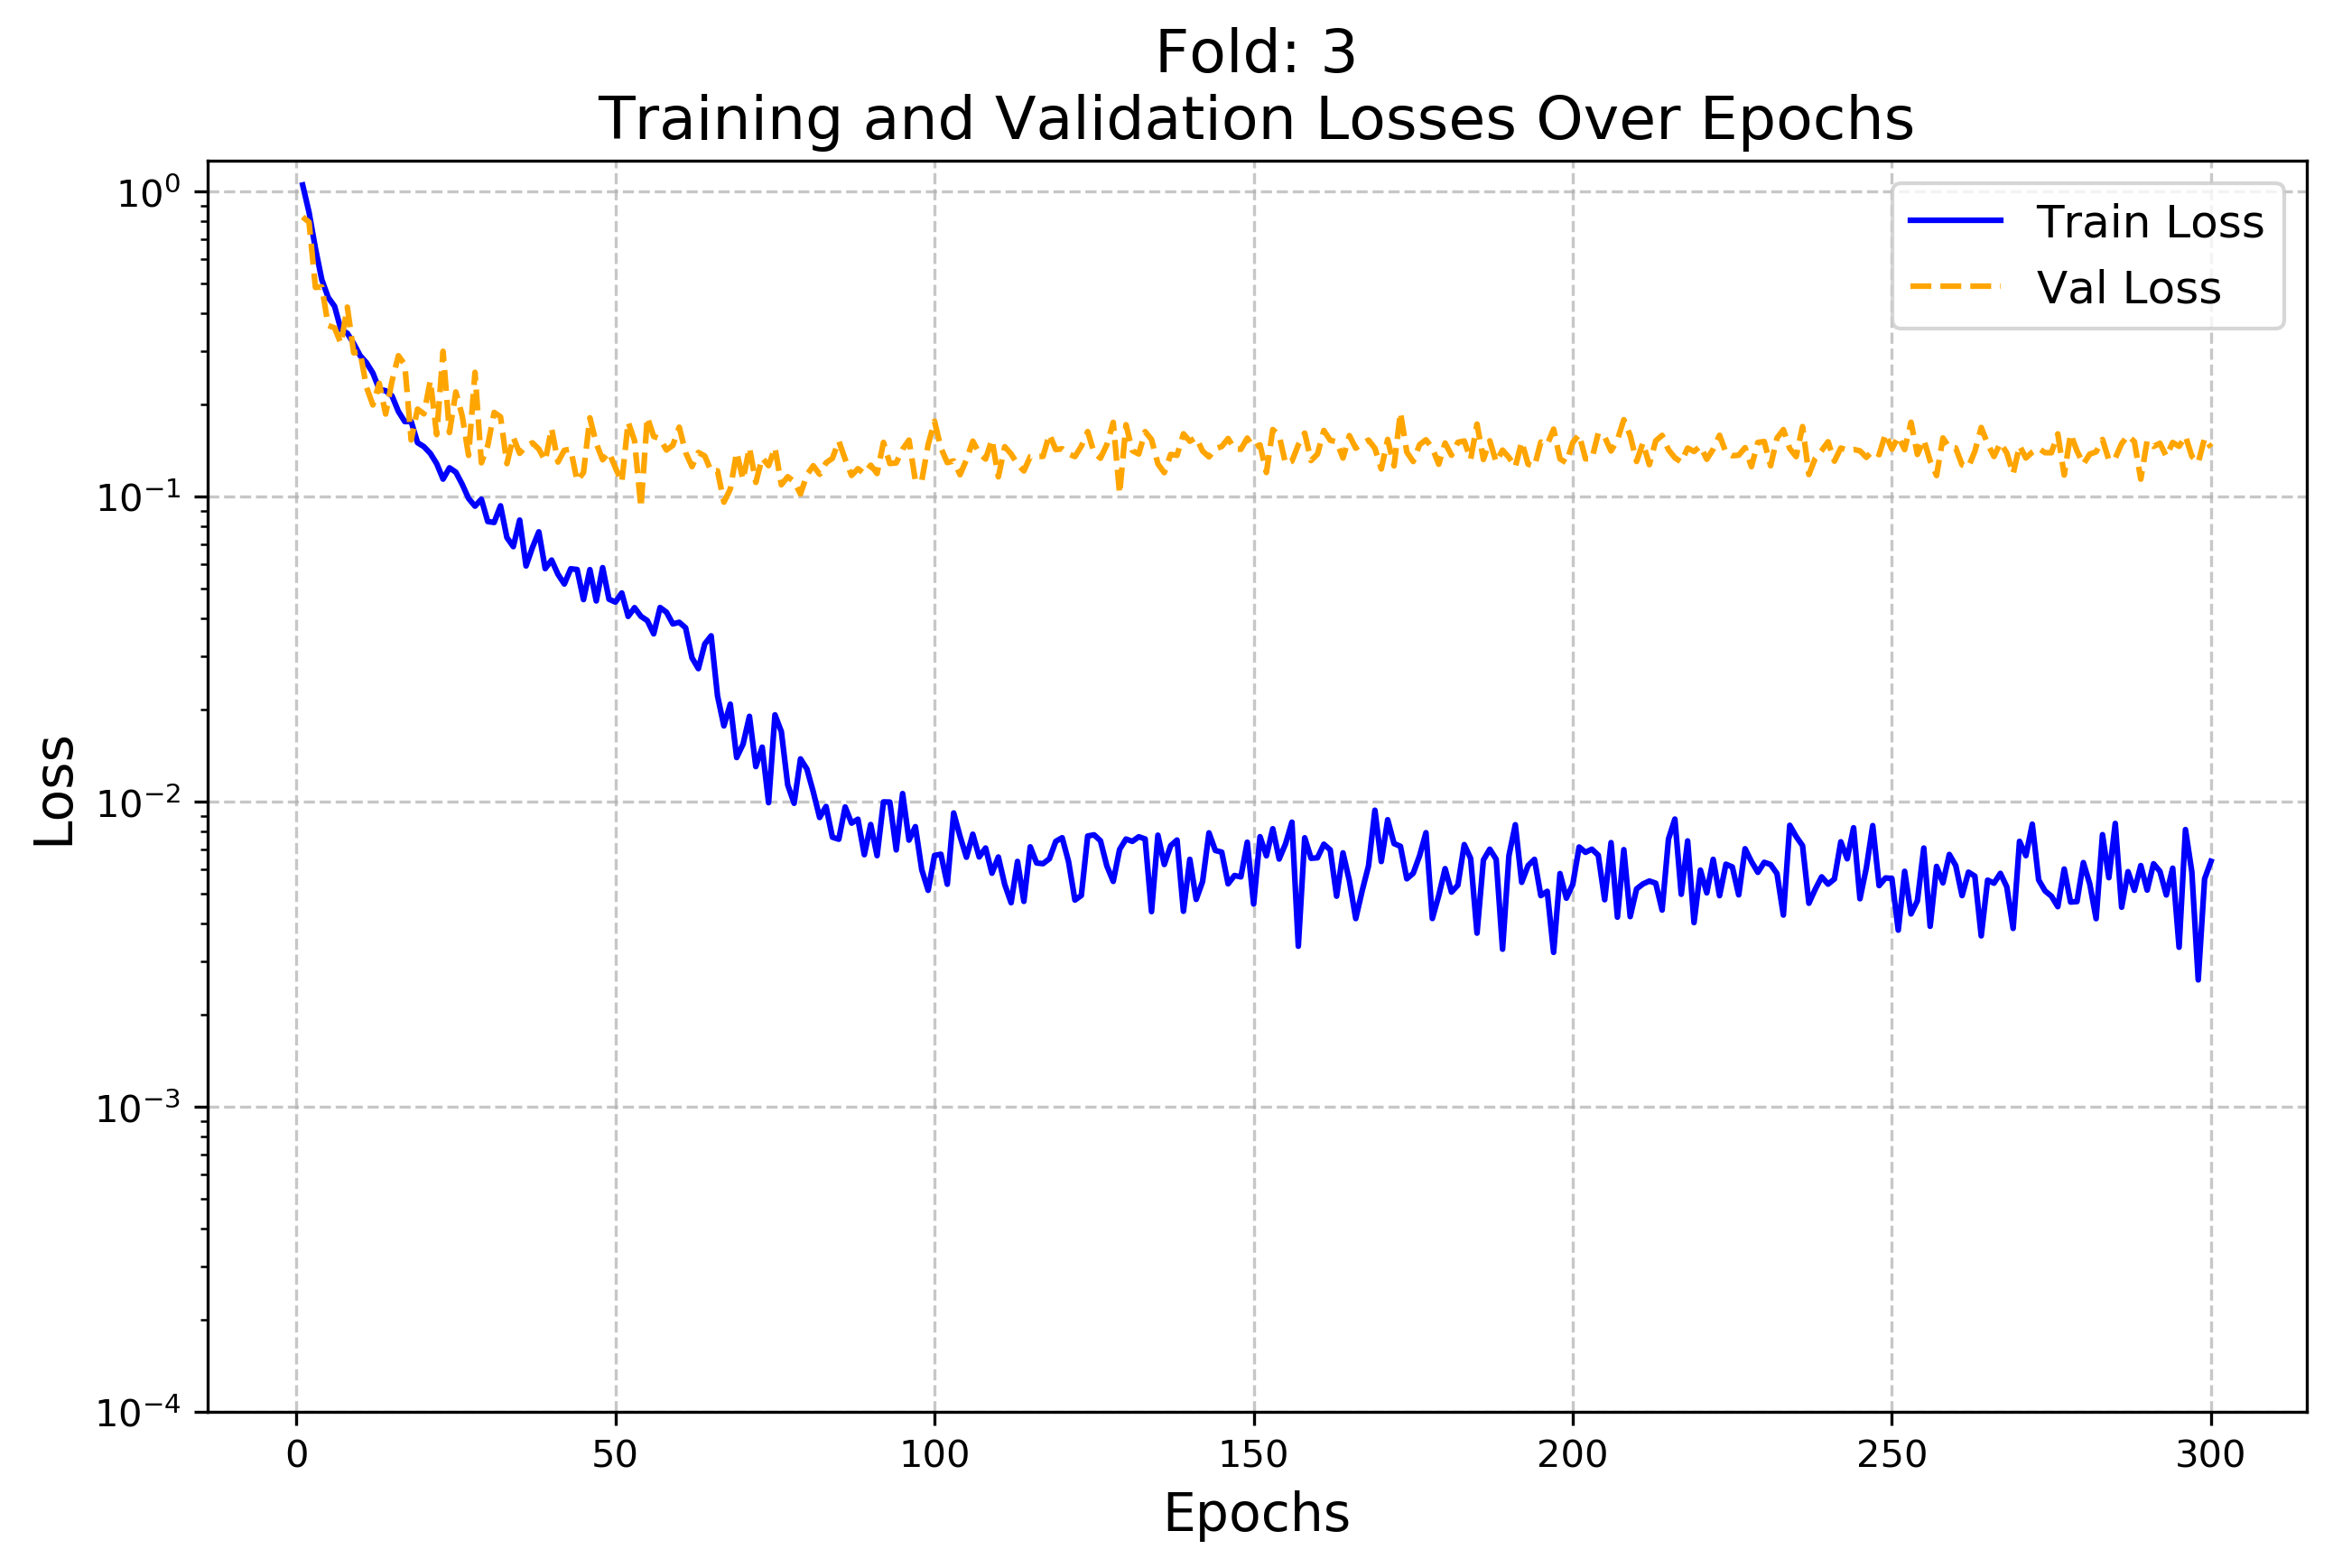 Fold: 3
Training and Validation Losses Over Epochs
Train Loss
Val Loss
Loss
10⁰
10⁻¹
10⁻²
10⁻³
10⁻⁴
0 50 100 150 200 250 300
Epochs